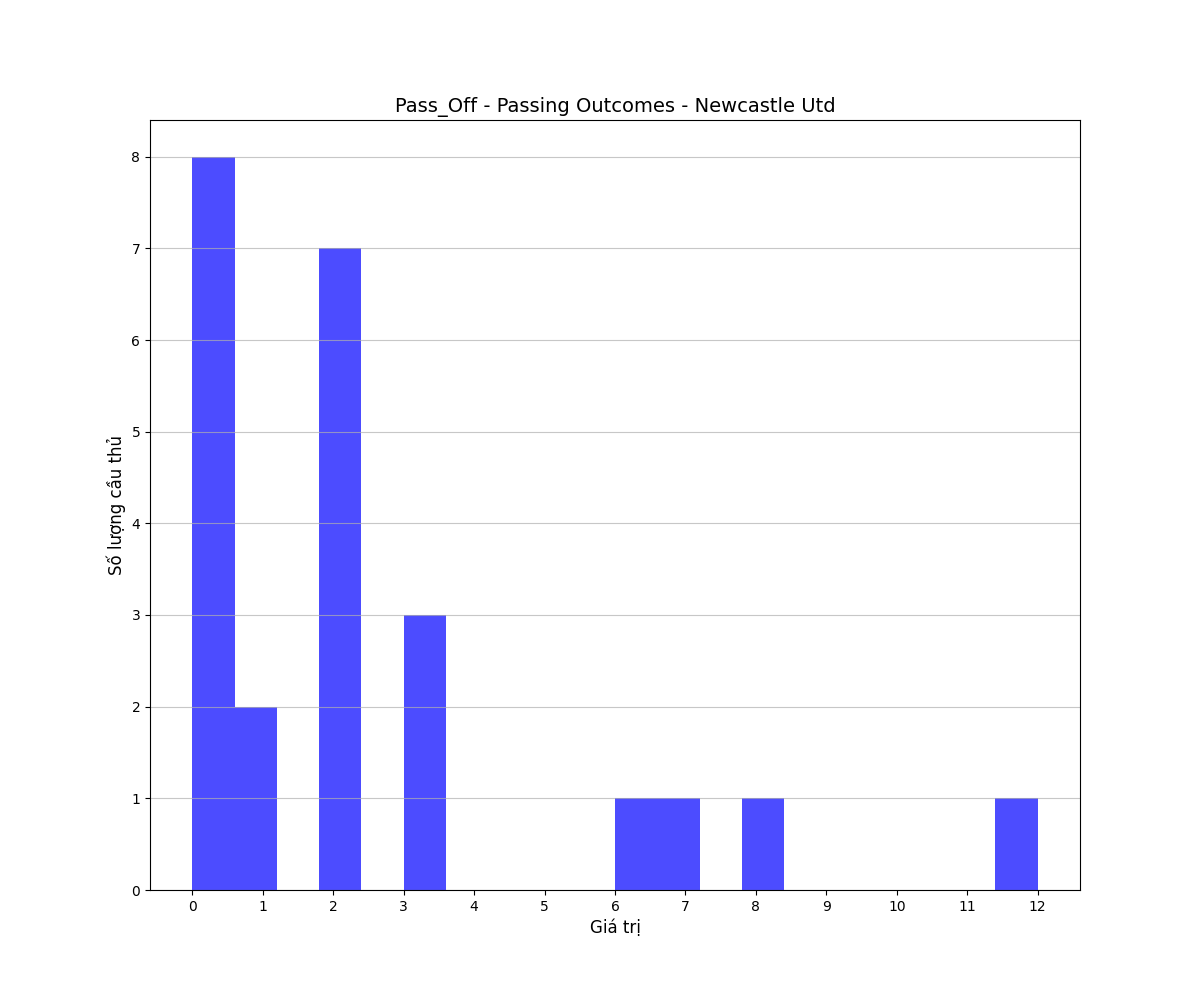 Pass_Off - Passing Outcomes - Newcastle Utd
8
7
6
5
4
3
2
1
0
Số lượng cầu thủ
0 1 2 3 4 5 6 7 8 9 10 11 12
Giá trị